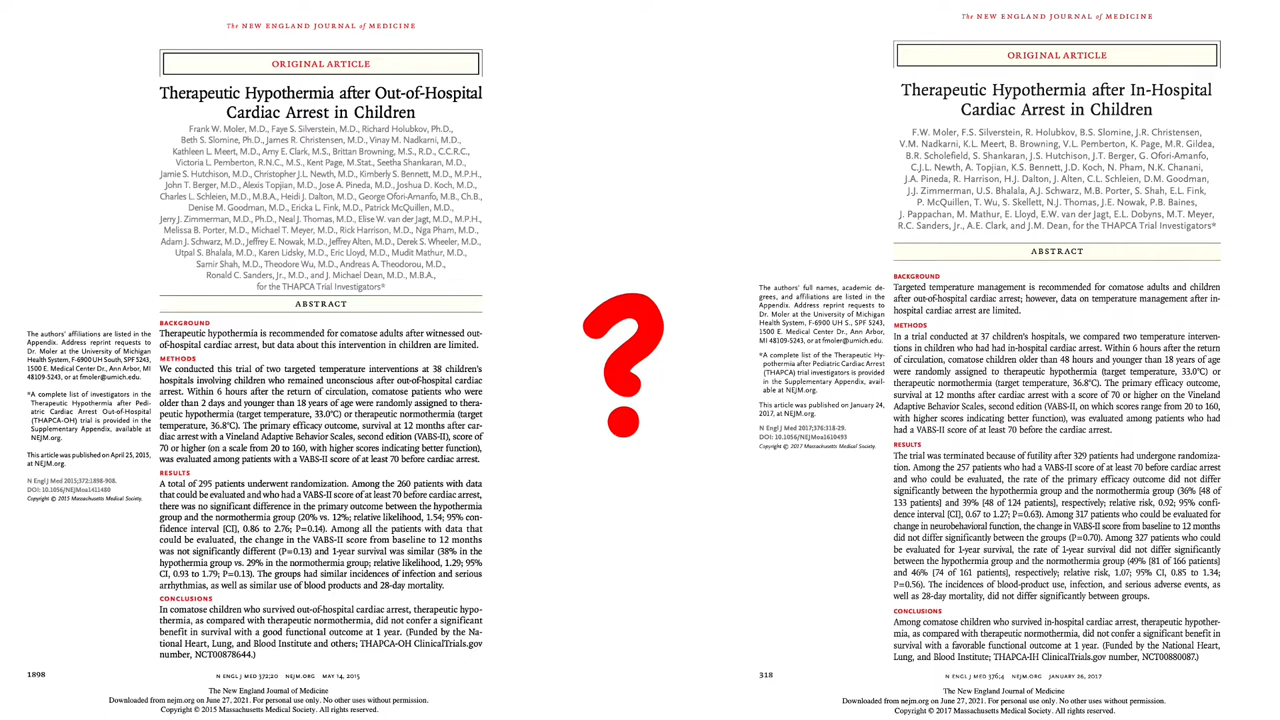 The NEW ENGLAND JOURNAL of MEDICINE
ORIGINAL ARTICLE
Therapeutic Hypothermia after Out-of-Hospital
Cardiac Arrest in Children
Frank W. Moler, M.D., Faye S. Silverstein, M.D., Richard Holubkov, Ph.D.,
Beth S. Slomine, Ph.D., James R. Christensen, M.D., Vinay M. Nadkarni, M.D.,
Kathleen L. Meert, M.D., Amy E. Clark, M.S., Brittan Browning, M.S., R.D., C.C.R.C.,
Victoria L. Pemberton, R.N.C., M.S., Kent Page, M.Stat., Seetha Shankaran, M.D.,
Jamie S. Hutchison, M.D., Christopher J.L. Newth, M.D., Kimberly S. Bennett, M.D., M.P.H.,
John T. Berger, M.D., Alexis Topjian, M.D., Jose A. Pineda, M.D., Joshua D. Koch, M.D.,
Charles L. Schleien, M.D., M.B.A., Heidi J. Dalton, M.D., George Ofori-Amanfo, M.B., Ch.B.,
Denise M. Goodman, M.D., Ericka L. Fink, M.D., Patrick McQuillen, M.D.,
Jerry J. Zimmerman, M.D., Ph.D., Neal J. Thomas, M.D., Elise W. van der Jagt, M.D., M.P.H.,
Melissa B. Porter, M.D., Michael T. Meyer, M.D., Rick Harrison, M.D., Nga Pham, M.D.,
Adam J. Schwarz, M.D., Jeffrey E. Nowak, M.D., Jeffrey Alten, M.D., Derek S. Wheeler, M.D.,
Utpal S. Bhalala, M.D., Karen Lidsky, M.D., Eric Lloyd, M.D., Mudit Mathur, M.D.,
Samir Shah, M.D., Theodore Wu, M.D., Andreas A. Theodorou, M.D.,
Ronald C. Sanders, Jr., M.D., and J. Michael Dean, M.D., M.B.A.,
for the THAPCA Trial Investigators*
ABSTRACT
The authors' affiliations are listed in the
Appendix. Address reprint requests to
Dr. Moler at the University of Michigan
Health System, F-6900 UH South, SPF 5243,
1500 E. Medical Center Dr., Ann Arbor, MI
48109-5243, or at fmoler@umich.edu.
*A complete list of investigators in the
Therapeutic Hypothermia after Pedi-
atric Cardiac Arrest Out-of-Hospital
(THAPCA-OH) trial is provided in the
Supplementary Appendix, available at
NEJM.org.
This article was published on April 25, 2015,
at NEJM.org.
N Engl J Med 2015;372:1898-908.
DOI: 10.1056/NEJMoa1411480
Copyright © 2015 Massachusetts Medical Society.
BACKGROUND
Therapeutic hypothermia is recommended for comatose adults after witnessed out-
of-hospital cardiac arrest, but data about this intervention in children are limited.
METHODS
We conducted this trial of two targeted temperature interventions at 38 children's
hospitals involving children who remained unconscious after out-of-hospital cardiac
arrest. Within 6 hours after the return of circulation, comatose patients who were
older than 2 days and younger than 18 years of age were randomly assigned to thera-
peutic hypothermia (target temperature, 33.0°C) or therapeutic normothermia (target
temperature, 36.8°C). The primary efficacy outcome, survival at 12 months after car-
diac arrest with a Vineland Adaptive Behavior Scales, second edition (VABS-II), score of
70 or higher (on a scale from 20 to 160, with higher scores indicating better function),
was evaluated among patients with a VABS-II score of at least 70 before cardiac arrest.
RESULTS
A total of 295 patients underwent randomization. Among the 260 patients with data
that could be evaluated and who had a VABS-II score of at least 70 before cardiac arrest,
there was no significant difference in the primary outcome between the hypothermia
group and the normothermia group (20% vs. 12%; relative likelihood, 1.54; 95% con-
fidence interval [CI], 0.86 to 2.76; P=0.14). Among all the patients with data that
could be evaluated, the change in the VABS-II score from baseline to 12 months
was not significantly different (P=0.13) and 1-year survival was similar (38% in the
hypothermia group vs. 29% in the normothermia group; relative likelihood, 1.29; 95%
CI, 0.93 to 1.79; P=0.13). The groups had similar incidences of infection and serious
arrhythmias, as well as similar use of blood products and 28-day mortality.
CONCLUSIONS
In comatose children who survived out-of-hospital cardiac arrest, therapeutic hypo-
thermia, as compared with therapeutic normothermia, did not confer a significant
benefit in survival with a good functional outcome at 1 year. (Funded by the Na-
tional Heart, Lung, and Blood Institute and others; THAPCA-OH ClinicalTrials.gov
number, NCT00878644.)
1898
N ENGL J MED 372;20 NEJM.ORG MAY 14, 2015
The New England Journal of Medicine
Downloaded from nejm.org on June 27, 2021. For personal use only. No other uses without permission.
Copyright © 2015 Massachusetts Medical Society. All rights reserved.
?
The NEW ENGLAND JOURNAL of MEDICINE
ORIGINAL ARTICLE
Therapeutic Hypothermia after In-Hospital
Cardiac Arrest in Children
F.W. Moler, F.S. Silverstein, R. Holubkov, B.S. Slomine, J.R. Christensen,
V.M. Nadkarni, K.L. Meert, B. Browning, V.L. Pemberton, K. Page, M.R. Gildea,
B.R. Scholefield, S. Shankaran, J.S. Hutchison, J.T. Berger, G. Ofori-Amanfo,
C.J.L. Newth, A. Topjian, K.S. Bennett, J.D. Koch, N. Pham, N.K. Chanani,
J.A. Pineda, R. Harrison, H.J. Dalton, J. Alten, C.L. Schleien, D.M. Goodman,
J.J. Zimmerman, U.S. Bhalala, A.J. Schwarz, M.B. Porter, S. Shah, E.L. Fink,
P. McQuillen, T. Wu, S. Skellett, N.J. Thomas, J.E. Nowak, P.B. Baines,
J. Pappachan, M. Mathur, E. Lloyd, E.W. van der Jagt, E.L. Dobyns, M.T. Meyer,
R.C. Sanders, Jr., A.E. Clark, and J.M. Dean, for the THAPCA Trial Investigators*
ABSTRACT
The authors' full names, academic de-
grees, and affiliations are listed in the
Appendix. Address reprint requests to
Dr. Moler at the University of Michigan
Health System, F-6900 UH S., SPF 5243,
1500 E. Medical Center Dr., Ann Arbor,
MI 48109-5243, or at fmoler@umich.edu.
*A complete list of the Therapeutic Hy-
pothermia after Pediatric Cardiac Arrest
(THAPCA) trial investigators is provided
in the Supplementary Appendix, avail-
able at NEJM.org.
This article was published on January 24,
2017, at NEJM.org.
N Engl J Med 2017;376:318-29.
DOI: 10.1056/NEJMoa1610493
Copyright © 2017 Massachusetts Medical Society.
BACKGROUND
Targeted temperature management is recommended for comatose adults and children
after out-of-hospital cardiac arrest; however, data on temperature management after in-
hospital cardiac arrest are limited.
METHODS
In a trial conducted at 37 children's hospitals, we compared two temperature interven-
tions in children who had had in-hospital cardiac arrest. Within 6 hours after the return
of circulation, comatose children older than 48 hours and younger than 18 years of age
were randomly assigned to therapeutic hypothermia (target temperature, 33.0°C) or
therapeutic normothermia (target temperature, 36.8°C). The primary efficacy outcome,
survival at 12 months after cardiac arrest with a score of 70 or higher on the Vineland
Adaptive Behavior Scales, second edition (VABS-II, on which scores range from 20 to 160,
with higher scores indicating better function), was evaluated among patients who had
had a VABS-II score of at least 70 before the cardiac arrest.
RESULTS
The trial was terminated because of futility after 329 patients had undergone randomiza-
tion. Among the 257 patients who had a VABS-II score of at least 70 before cardiac arrest
and who could be evaluated, the rate of the primary efficacy outcome did not differ
significantly between the hypothermia group and the normothermia group (36% [48 of
133 patients] and 39% [48 of 124 patients], respectively; relative risk, 0.92; 95% confi-
dence interval [CI], 0.67 to 1.27; P=0.63). Among 317 patients who could be evaluated for
change in neurobehavioral function, the change in VABS-II score from baseline to 12 months
did not differ significantly between the groups (P=0.70). Among 327 patients who could
be evaluated for 1-year survival, the rate of 1-year survival did not differ significantly
between the hypothermia group and the normothermia group (49% [81 of 166 patients]
and 46% [74 of 161 patients], respectively; relative risk, 1.07; 95% CI, 0.85 to 1.34;
P=0.56). The incidences of blood-product use, infection, and serious adverse events, as
well as 28-day mortality, did not differ significantly between groups.
CONCLUSIONS
Among comatose children who survived in-hospital cardiac arrest, therapeutic hypother-
mia, as compared with therapeutic normothermia, did not confer a significant benefit in
survival with a favorable functional outcome at 1 year. (Funded by the National Heart,
Lung, and Blood Institute; THAPCA-IH ClinicalTrials.gov number, NCT00880087.)
318
N ENGL J MED 376;4 NEJM.ORG JANUARY 26, 2017
The New England Journal of Medicine
Downloaded from nejm.org on June 27, 2021. For personal use only. No other uses without permission.
Copyright © 2017 Massachusetts Medical Society. All rights reserved.